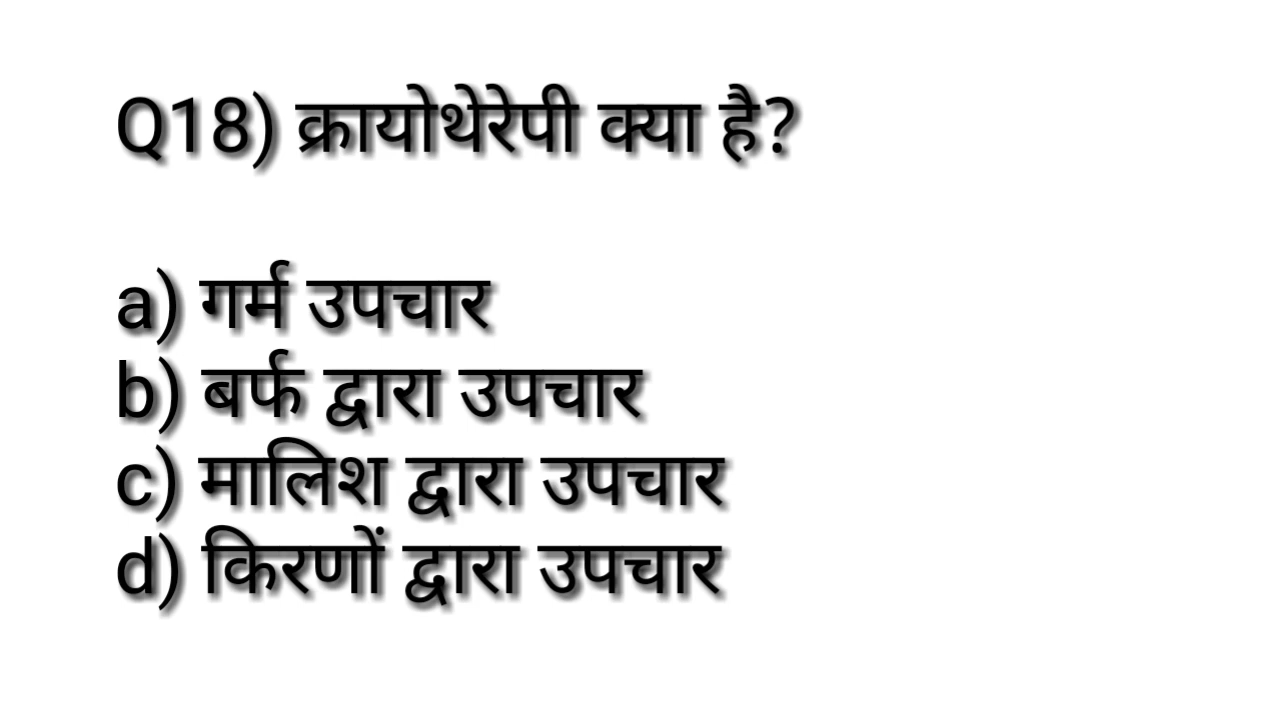 Q18) क्रायोथेरेपी क्या है?
a) गर्म उपचार
b) बर्फ द्वारा उपचार
c) मालिश द्वारा उपचार
d) किरणों द्वारा उपचार